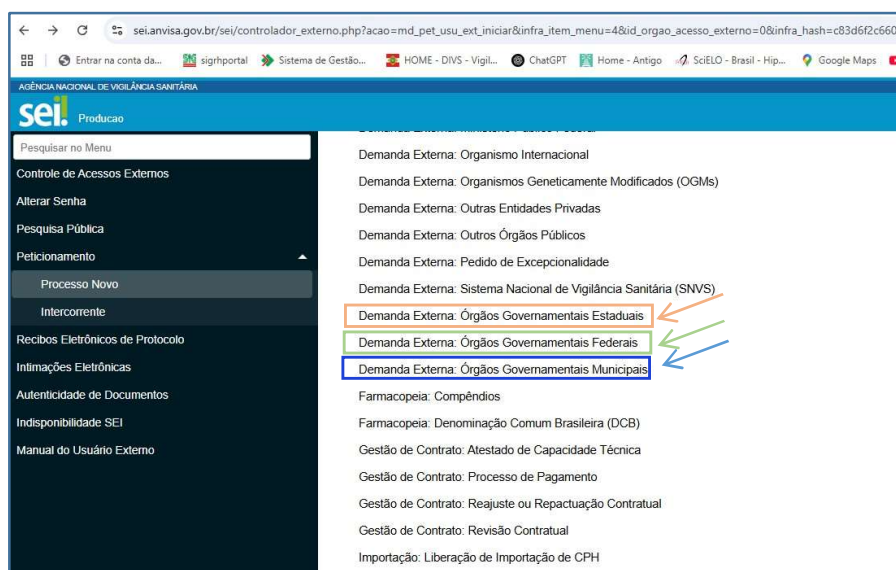 sei.anvisa.gov.br/sei/controlador_externo.php?acao=md_pet_usu_ext_iniciar&infra_item_menu=4&id_orgao_acesso_externo=0&infra_hash=c83d6f2c660
Entrar na conta da... sigrhportal Sistema de Gestão... HOME - DIVS - Vigil... ChatGPT Home - Antigo SciELO - Brasil - Hip... Google Maps
AGÊNCIA NACIONAL DE VIGILÂNCIA SANITÁRIA
sei! Producao
Pesquisar no Menu
Controle de Acessos Externos
Alterar Senha
Pesquisa Pública
Peticionamento
Processo Novo
Intercorrente
Recibos Eletrônicos de Protocolo
Intimações Eletrônicas
Autenticidade de Documentos
Indisponibilidade SEI
Manual do Usuário Externo
Demanda Externa: Ministério Público Federal
Demanda Externa: Organismo Internacional
Demanda Externa: Organismos Geneticamente Modificados (OGMs)
Demanda Externa: Outras Entidades Privadas
Demanda Externa: Outros Órgãos Públicos
Demanda Externa: Pedido de Excepcionalidade
Demanda Externa: Sistema Nacional de Vigilância Sanitária (SNVS)
Demanda Externa: Órgãos Governamentais Estaduais
Demanda Externa: Órgãos Governamentais Federais
Demanda Externa: Órgãos Governamentais Municipais
Farmacopeia: Compêndios
Farmacopeia: Denominação Comum Brasileira (DCB)
Gestão de Contrato: Atestado de Capacidade Técnica
Gestão de Contrato: Processo de Pagamento
Gestão de Contrato: Reajuste ou Repactuação Contratual
Gestão de Contrato: Revisão Contratual
Importação: Liberação de Importação de CPH